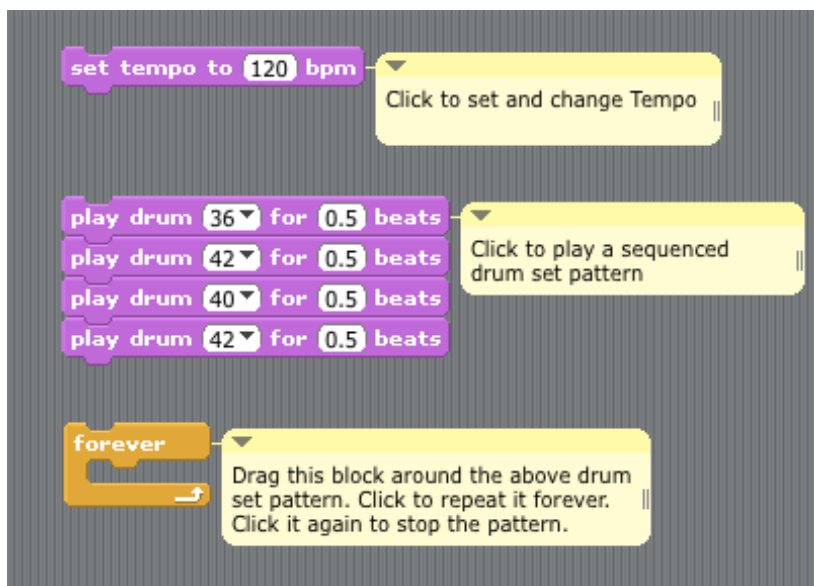 set tempo to 120 bpm
Click to set and change Tempo
play drum 36 for 0.5 beats
play drum 42 for 0.5 beats
play drum 40 for 0.5 beats
play drum 42 for 0.5 beats
Click to play a sequenced
drum set pattern
forever
Drag this block around the above drum
set pattern. Click to repeat it forever.
Click it again to stop the pattern.